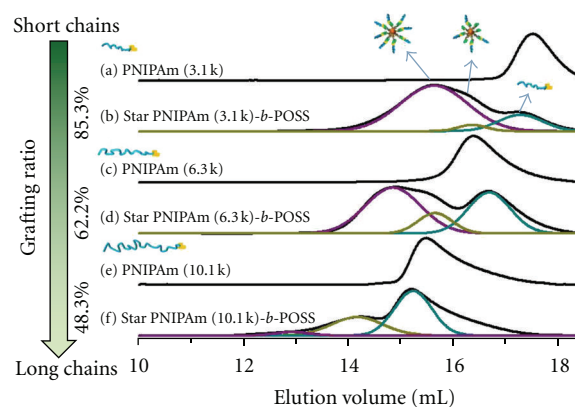 Short chains
(a) PNIPAm (3.1 k)
(b) Star PNIPAm (3.1 k)-b-POSS
85.3%
(c) PNIPAm (6.3 k)
Grafting ratio
62.2%
(d) Star PNIPAm (6.3 k)-b-POSS
(e) PNIPAm (10.1 k)
48.3%
(f) Star PNIPAm (10.1 k)-b-POSS
Long chains
10 12 14 16 18
Elution volume (mL)